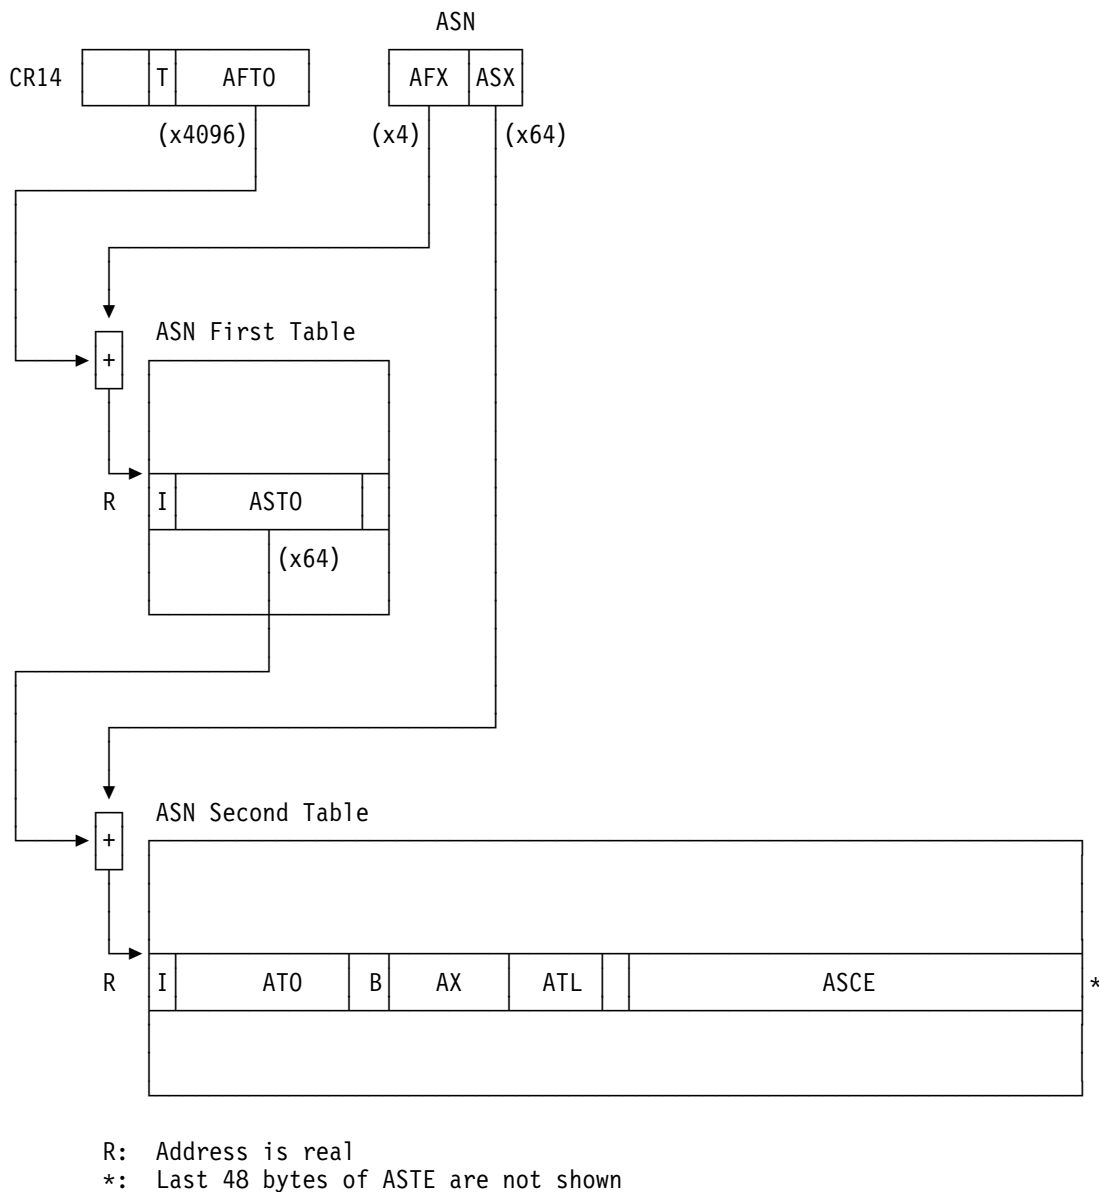 ASN
CR14 T AFTO AFX ASX
(x4096) (x4) (x64)
ASN First Table
+
R I ASTO
(x64)
ASN Second Table
+
R I ATO B AX ATL ASCE *
R: Address is real
*: Last 48 bytes of ASTE are not shown